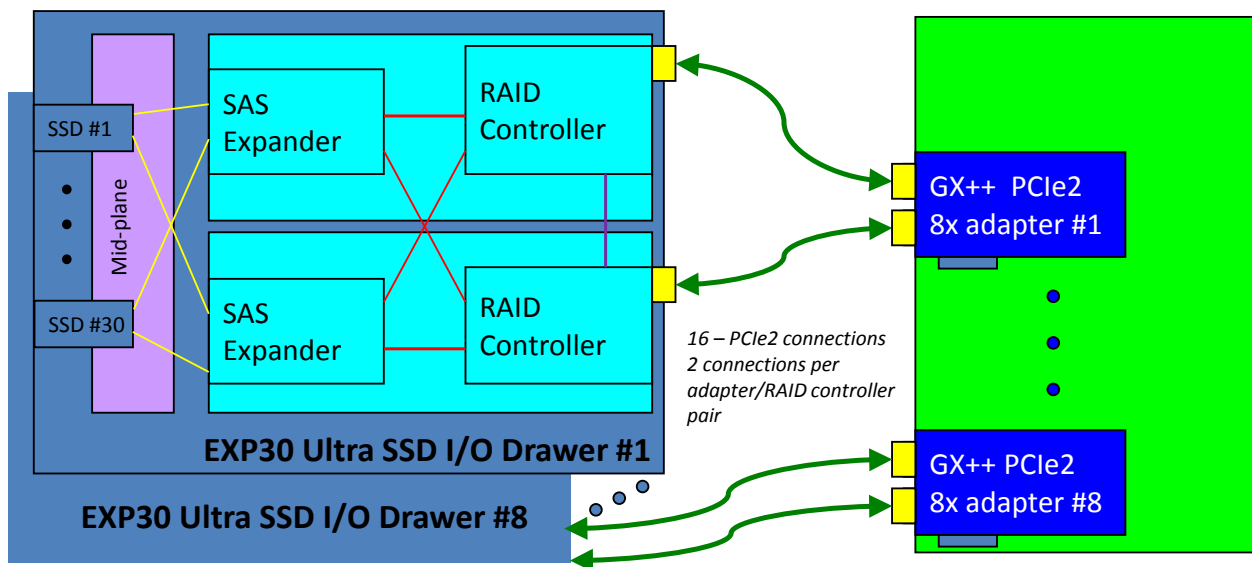 SSD #1
SSD #30
Mid-plane
SAS
Expander
RAID
Controller
SAS
Expander
RAID
Controller
EXP30 Ultra SSD I/O Drawer #1
EXP30 Ultra SSD I/O Drawer #8
16 – PCIe2 connections
2 connections per
adapter/RAID controller
pair
GX++ PCIe2
8x adapter #1
GX++ PCIe2
8x adapter #8